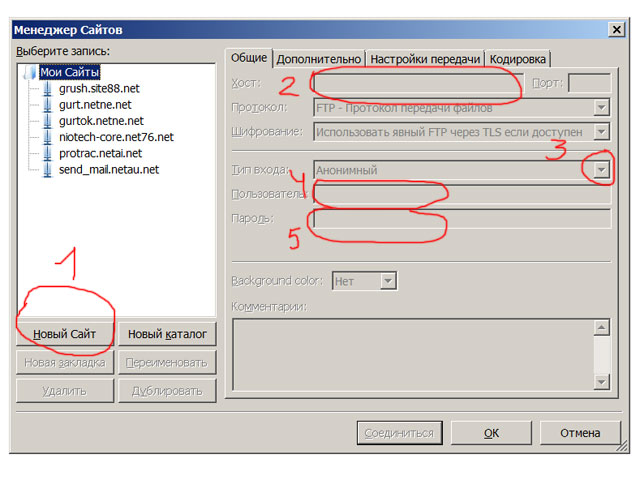 Менеджер Сайтов
Выберите запись:
Мои Сайты
grush.site88.net
gurt.netne.net
gurtok.netne.net
niotech-core.net76.net
protrac.netai.net
send_mail.netau.net
1
Новый Сайт
Новый каталог
Новая закладка
Переименовать
Удалить
Дублировать
Общие
Дополнительно
Настройки передачи
Кодировка
Хост:
2
Порт:
Протокол:
FTP - Протокол передачи файлов
Шифрование:
Использовать явный FTP через TLS если доступен
3
Тип входа:
Анонимный
4
Пользователь:
Пароль:
5
Background color:
Нет
Комментарии:
Соединиться
OK
Отмена